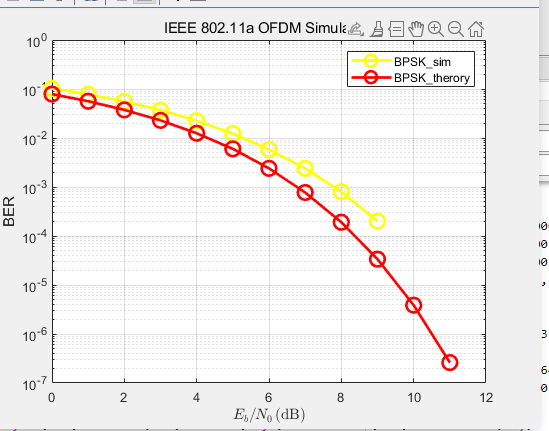 IEEE 802.11a OFDM Simula
BPSK_sim
BPSK_therory
BER
10^0
10^-1
10^-2
10^-3
10^-4
10^-5
10^-6
10^-7
0 2 4 6 8 10 12
E_b/N_0 (dB)